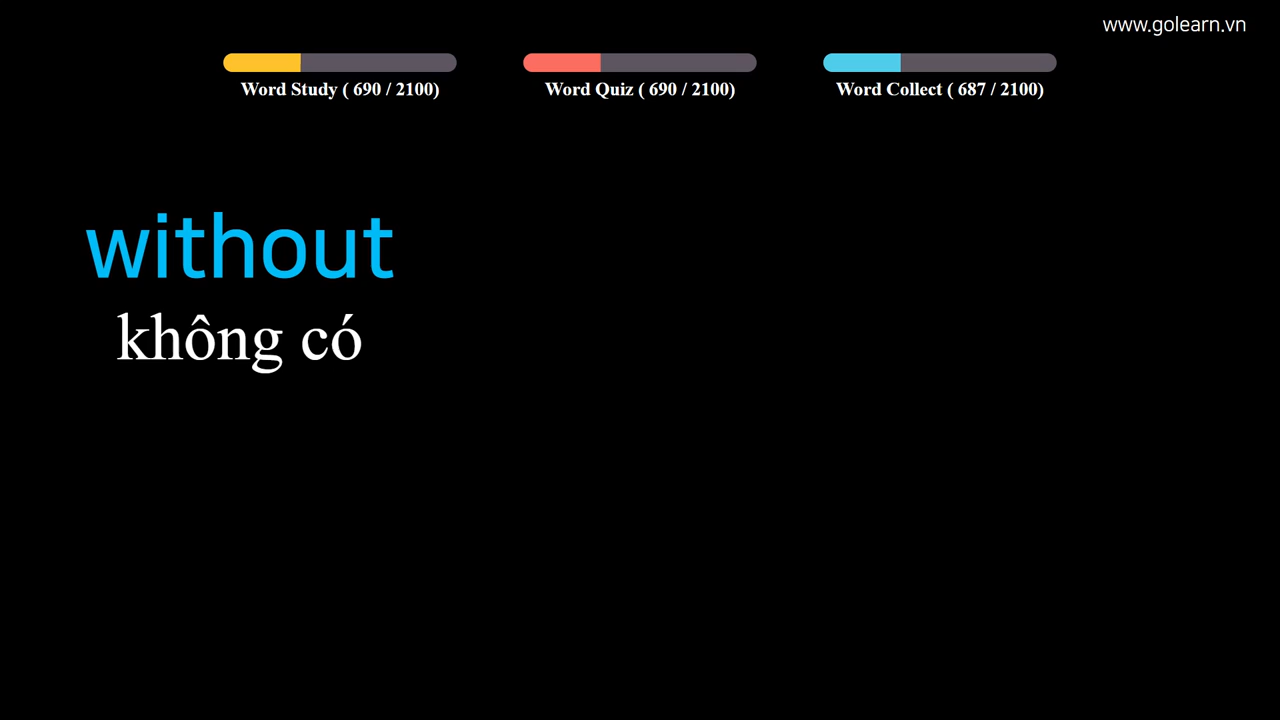 www.golearn.vn
Word Study ( 690 / 2100)
Word Quiz ( 690 / 2100)
Word Collect ( 687 / 2100)
without
không có